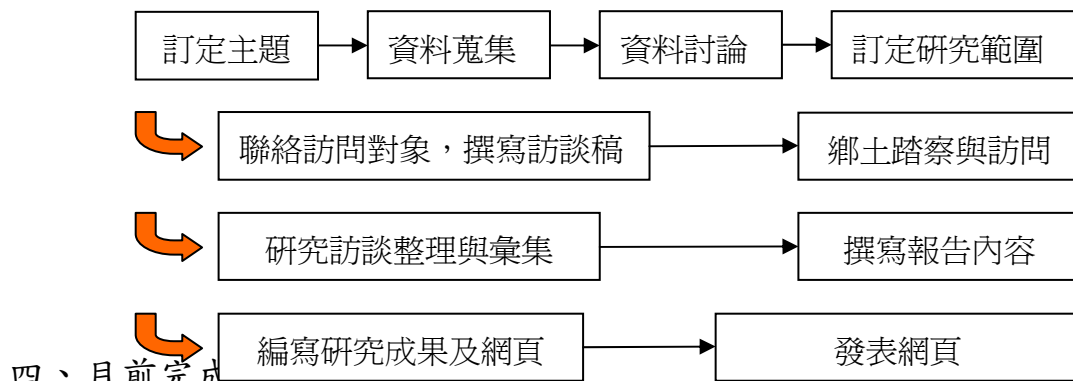 訂定主題 資料蒐集 資料討論 訂定研究範圍
聯絡訪問對象，撰寫訪談稿 鄉土踏察與訪問
研究訪談整理與彙集 撰寫報告內容
編寫研究成果及網頁 發表網頁
四、目前完成